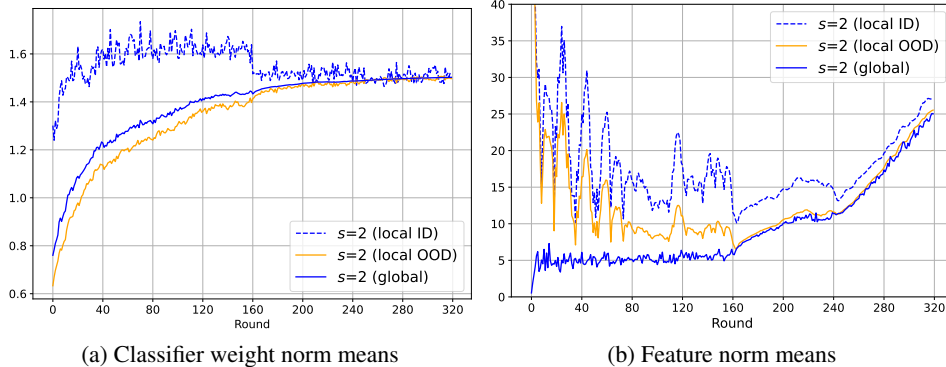 1.6
1.4
1.2
1.0
0.8
0.6
s=2 (local ID)
s=2 (local OOD)
s=2 (global)
0 40 80 120 160 200 240 280 320
Round
(a) Classifier weight norm means
40
35
30
25
20
15
10
5
0
s=2 (local ID)
s=2 (local OOD)
s=2 (global)
0 40 80 120 160 200 240 280 320
Round
(b) Feature norm means